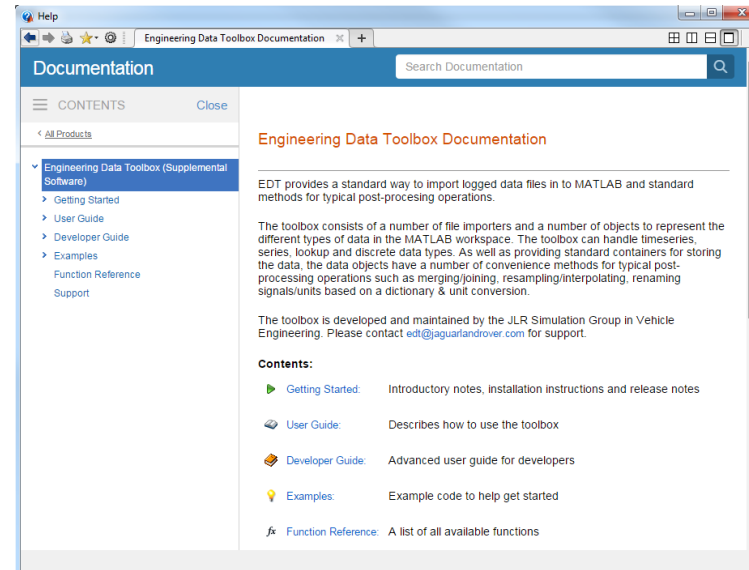 Help
Engineering Data Toolbox Documentation
Documentation
Search Documentation
CONTENTS
Close
All Products
Engineering Data Toolbox (Supplemental
Software)
Getting Started
User Guide
Developer Guide
Examples
Function Reference
Support
Engineering Data Toolbox Documentation
EDT provides a standard way to import logged data files in to MATLAB and standard
methods for typical post-procesing operations.
The toolbox consists of a number of file importers and a number of objects to represent the
different types of data in the MATLAB workspace. The toolbox can handle timeseries,
series, lookup and discrete data types. As well as providing standard containers for storing
the data, the data objects have a number of convenience methods for typical post-
processing operations such as merging/joining, resampling/interpolating, renaming
signals/units based on a dictionary & unit conversion.
The toolbox is developed and maintained by the JLR Simulation Group in Vehicle
Engineering. Please contact edt@jaguarlandrover.com for support.
Contents:
Getting Started: Introductory notes, installation instructions and release notes
User Guide: Describes how to use the toolbox
Developer Guide: Advanced user guide for developers
Examples: Example code to help get started
fx Function Reference: A list of all available functions